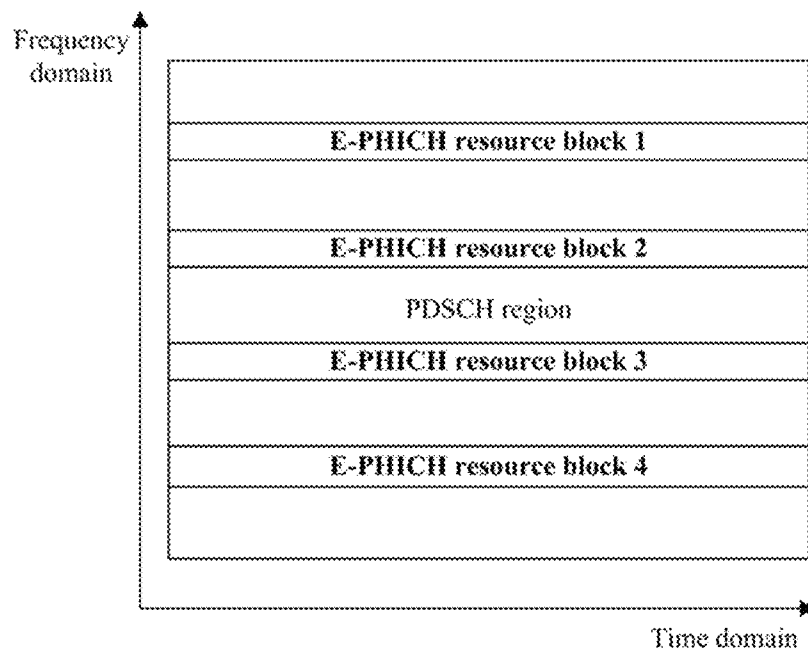 Frequency
domain
E-PHICH resource block 1
E-PHICH resource block 2
PDSCH region
E-PHICH resource block 3
E-PHICH resource block 4
Time domain